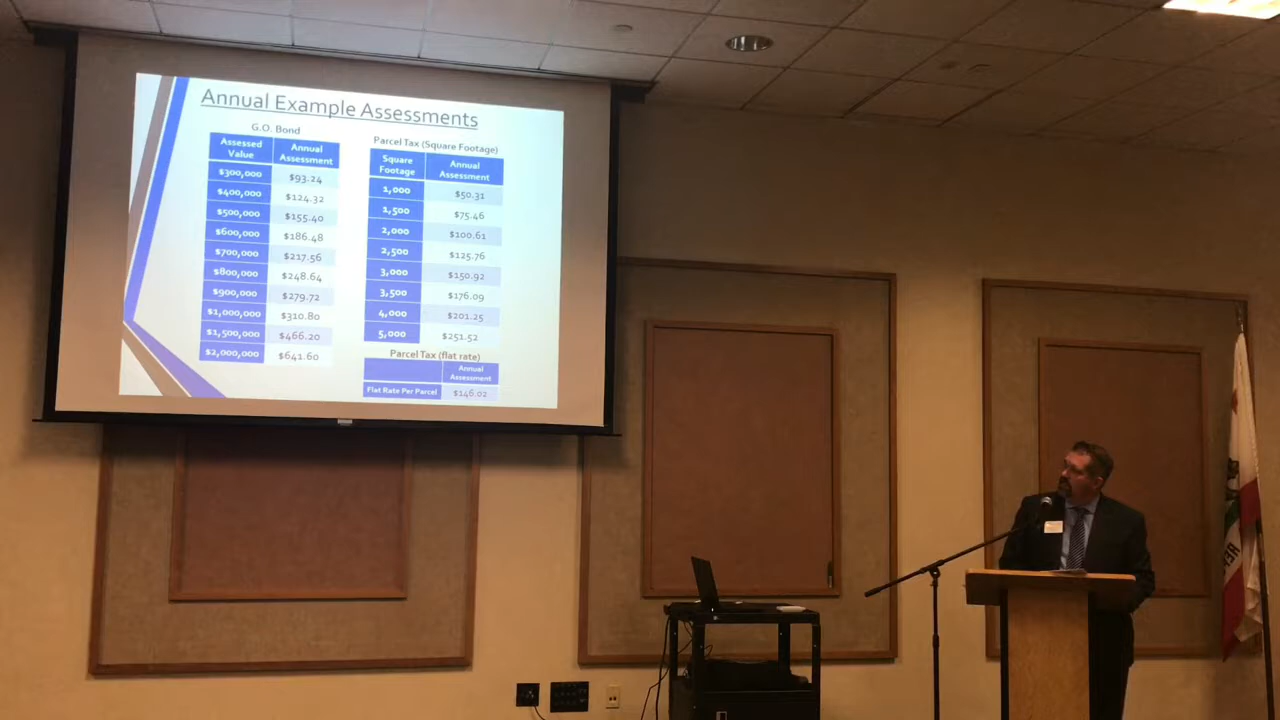 Annual Example Assessments
G.O. Bond
Assessed Value Annual Assessment
$300,000 $93.24
$400,000 $124.32
$500,000 $155.40
$600,000 $186.48
$700,000 $217.56
$800,000 $248.64
$900,000 $279.72
$1,000,000 $310.80
$1,500,000 $466.20
$2,000,000 $641.60
Parcel Tax (Square Footage)
Square Footage Annual Assessment
1,000 $50.31
1,500 $75.46
2,000 $100.61
2,500 $125.76
3,000 $150.92
3,500 $176.09
4,000 $201.25
5,000 $251.52
Parcel Tax (flat rate)
Annual Assessment
Flat Rate Per Parcel $146.02